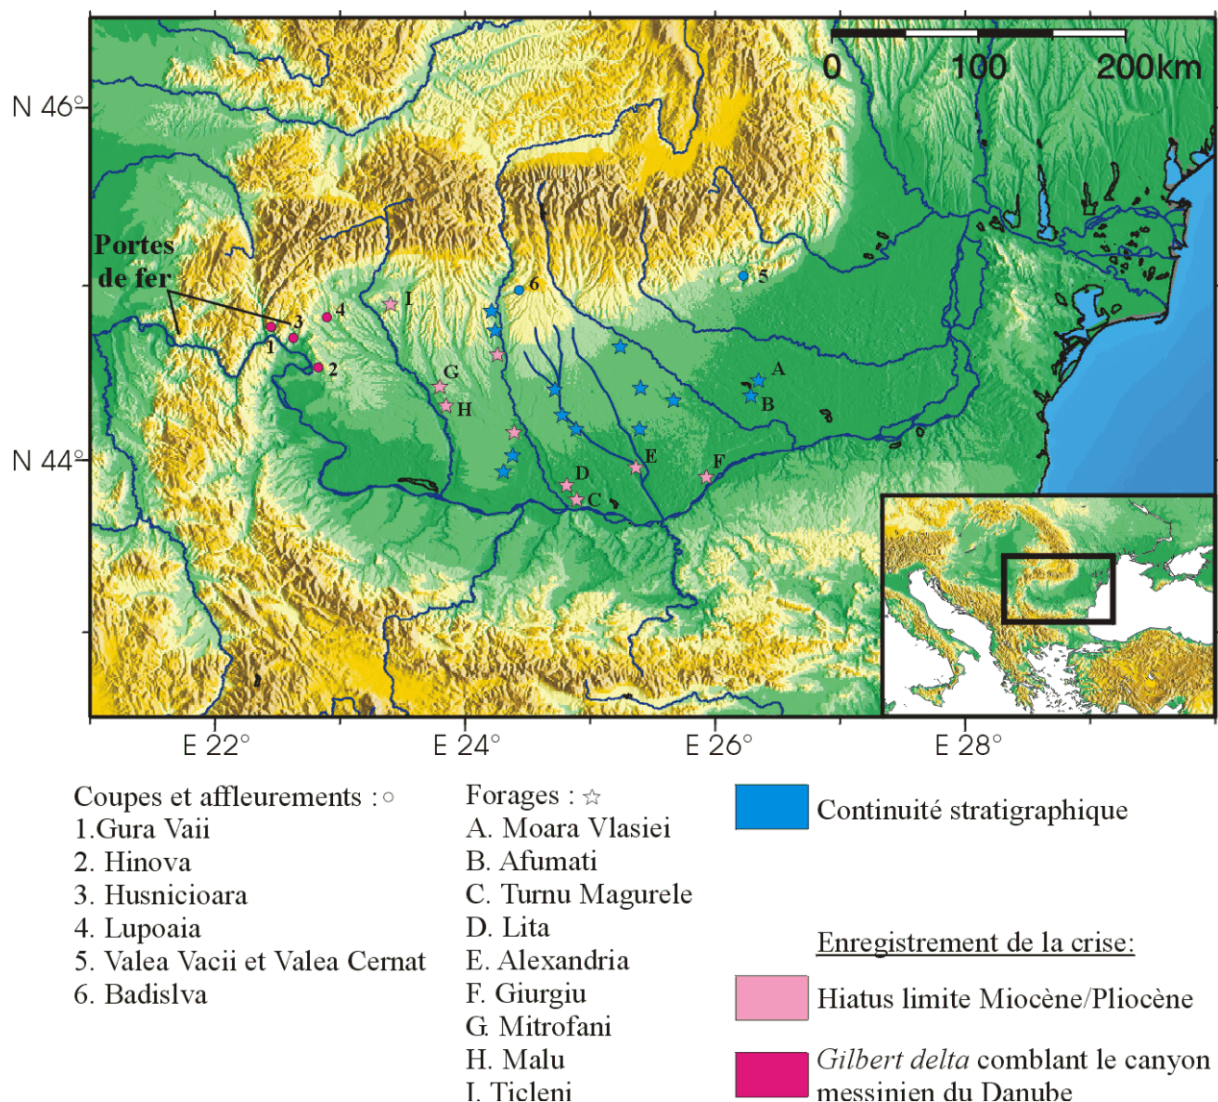 0 100 200km
N 46°
Portes
de fer
5
6
I
4
3
1
2
G
A
H
B
E
F
D
C
N 44°
E 22° E 24° E 26° E 28°
Coupes et affleurements :
1.Gura Vaii
2. Hinova
3. Husnicioara
4. Lupoaia
5. Valea Vacii et Valea Cernat
6. Badislva
Forages :
A. Moara Vlasiei
B. Afumati
C. Turnu Magurele
D. Lita
E. Alexandria
F. Giurgiu
G. Mitrofani
H. Malu
I. Ticleni
Continuité stratigraphique
Enregistrement de la crise:
Hiatus limite Miocène/Pliocène
Gilbert delta comblant le canyon
messinien du Danube